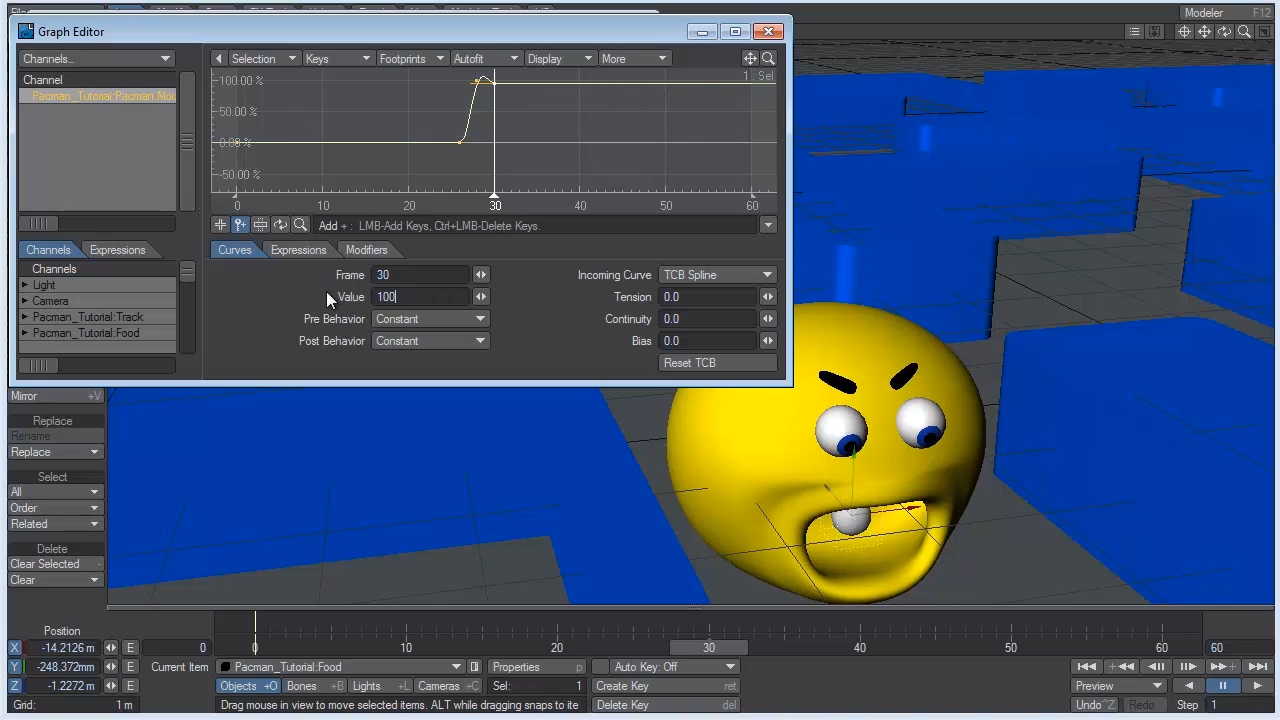 Modeler F12
Graph Editor
Channels...
Selection Keys Footprints Autofit Display More
Channel
Pacman_Tutorial:Pacman Mou
1 : Sel
100.00 %
50.00 %
0.00 %
-50.00 %
0 10 20 30 40 50 60
Add + : LMB-Add Keys, Ctrl+LMB-Delete Keys.
Channels Expressions
Curves Expressions Modifiers
Channels
Light
Camera
Pacman_Tutorial:Track
Pacman_Tutorial:Food
Frame 30
Value 100
Pre Behavior Constant
Post Behavior Constant
Incoming Curve TCB Spline
Tension 0.0
Continuity 0.0
Bias 0.0
Reset TCB
Mirror +V
Replace
Rename
Replace
Select
All
Order
Related
Delete
Clear Selected -
Clear
Position
X -14.2126 m E 0
Y -248.372mm E
Z -1.2272 m E
Grid: 1 m
0 10 20 30 40 50 60 60
Current Item Pacman_Tutorial:Food Properties p Auto Key: Off
Objects +O Bones +B Lights +L Cameras +C Sel: 1 Create Key ret
Drag mouse in view to move selected items. ALT while dragging snaps to ite Delete Key del
Preview
Undo ^Z Redo Step 1